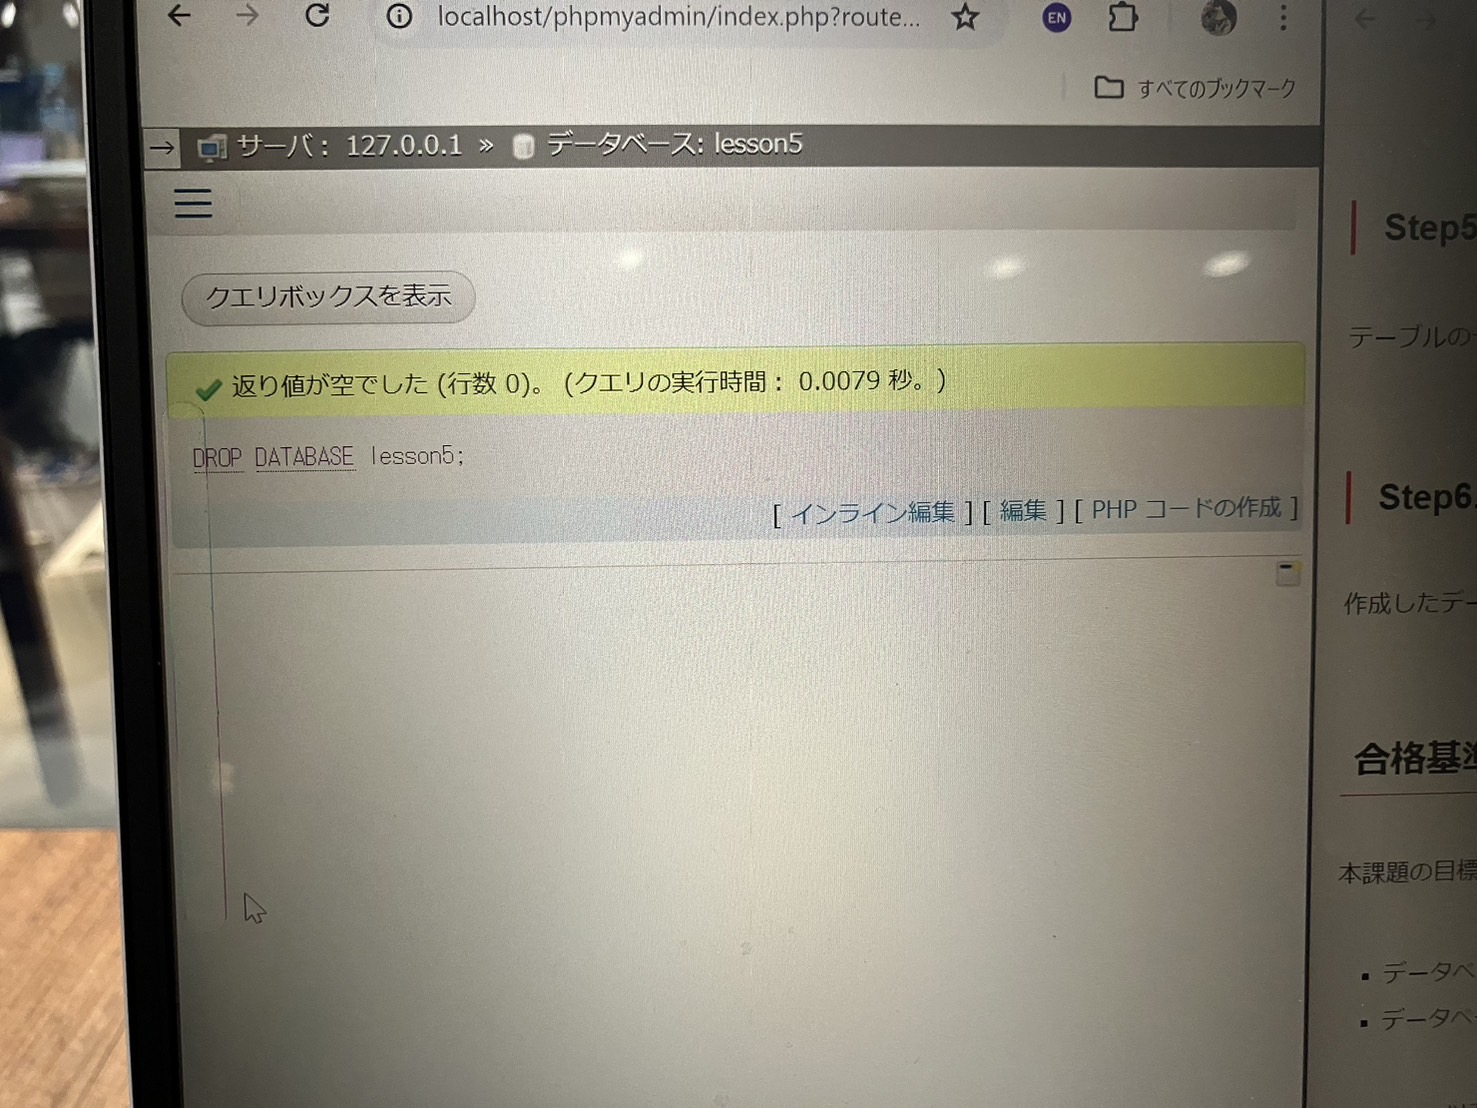 localhost/phpmyadmin/index.php?route...
EN
すべてのブックマーク
サーバ： 127.0.0.1 » データベース: lesson5
クエリボックスを表示
返り値が空でした (行数 0)。 (クエリの実行時間： 0.0079 秒。)
DROP DATABASE lesson5;
[ インライン編集 ] [ 編集 ] [ PHP コードの作成 ]
Step5
テーブルの
Step6.
作成したデー
合格基準
本課題の目標
データベ
データベー